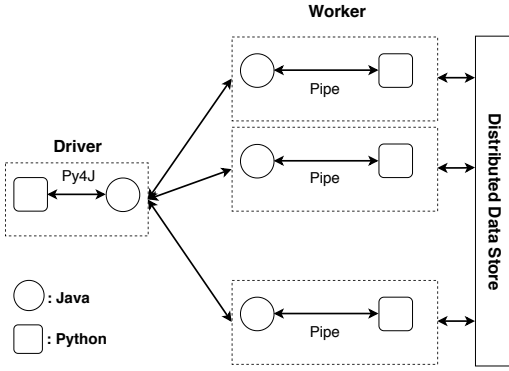 Worker
Pipe
Driver
Py4J
Pipe
Distributed Data Store
: Java
: Python
Pipe